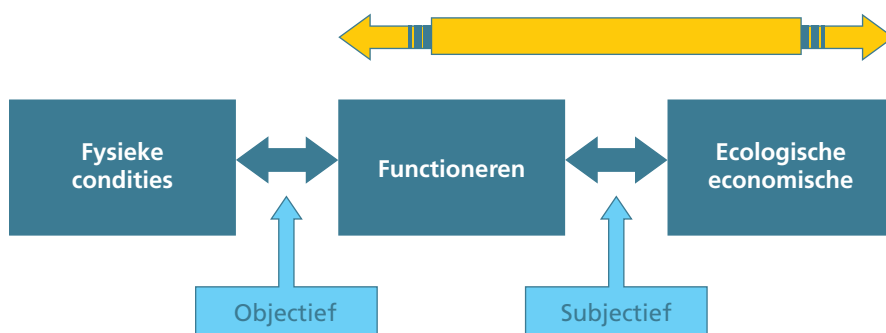 Fysieke
condities
Functioneren
Ecologische
economische
Objectief
Subjectief